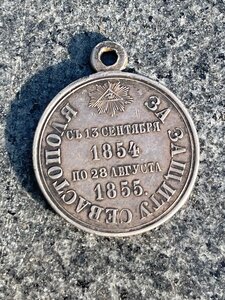 ЗА ЗАЩИТУ СЕВАСТОПОЛЯ
СЪ 13 СЕНТЯБРЯ
1854
ПО 28 АВГУСТА
1855.